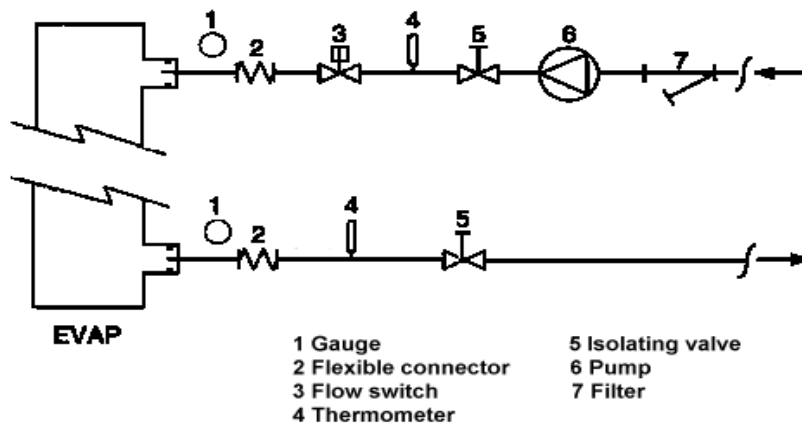 1
2
3
4
5
6
7
1
2
4
5
EVAP
1 Gauge
2 Flexible connector
3 Flow switch
4 Thermometer
5 Isolating valve
6 Pump
7 Filter